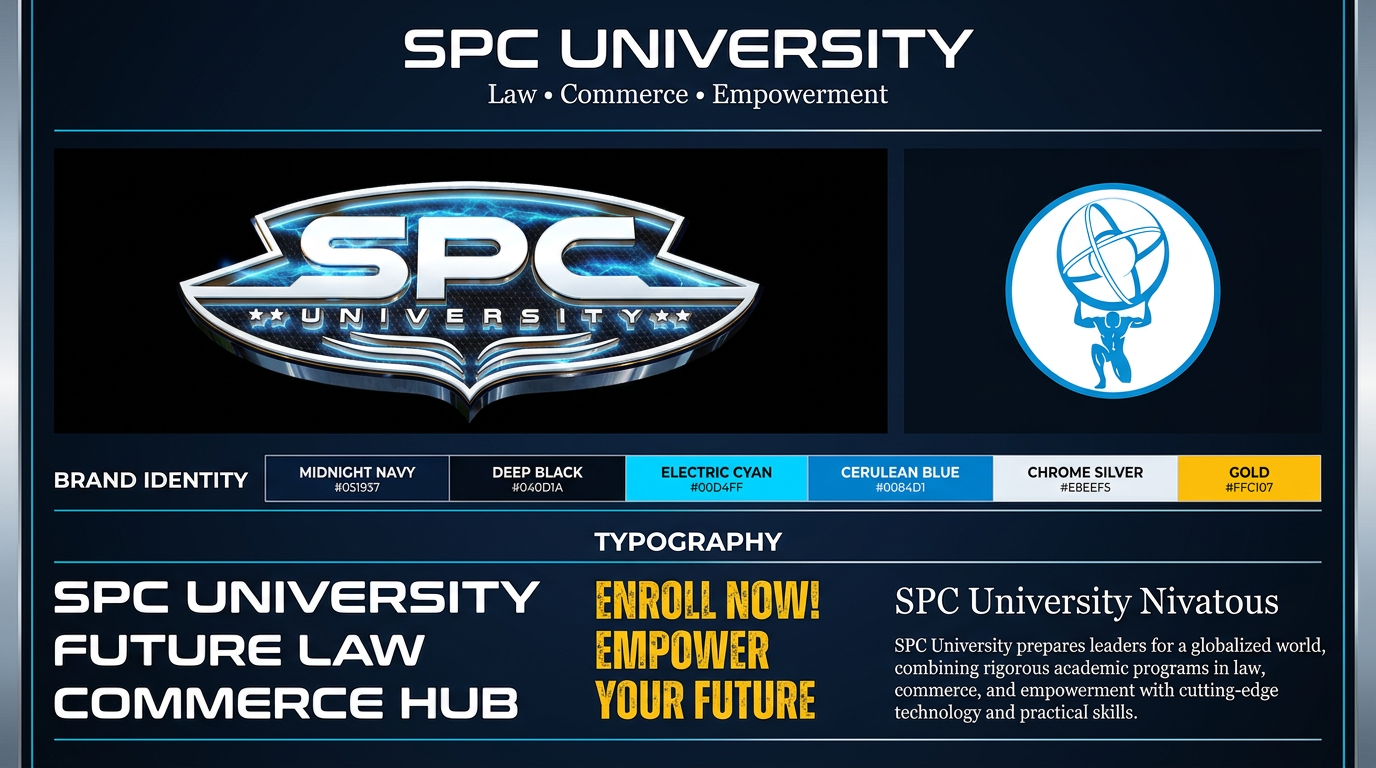 SPC UNIVERSITY
Law • Commerce • Empowerment
SPC
★★UNIVERSITY★★
BRAND IDENTITY
MIDNIGHT NAVY
#051937
DEEP BLACK
#040D1A
ELECTRIC CYAN
#00D4FF
CERULEAN BLUE
#0084D1
CHROME SILVER
#EBEEFS
GOLD
#FFC107
TYPOGRAPHY
SPC UNIVERSITY
FUTURE LAW
COMMERCE HUB
ENROLL NOW!
EMPOWER
YOUR FUTURE
SPC University Nivatous
SPC University prepares leaders for a globalized world,
combining rigorous academic programs in law,
commerce, and empowerment with cutting-edge
technology and practical skills.